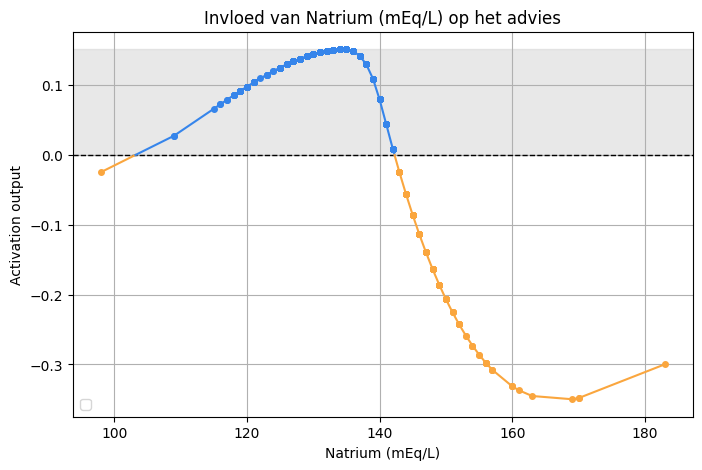 Invloed van Natrium (mEq/L) op het advies
Activation output
0.1
0.0
−0.1
−0.2
−0.3
100 120 140 160 180
Natrium (mEq/L)